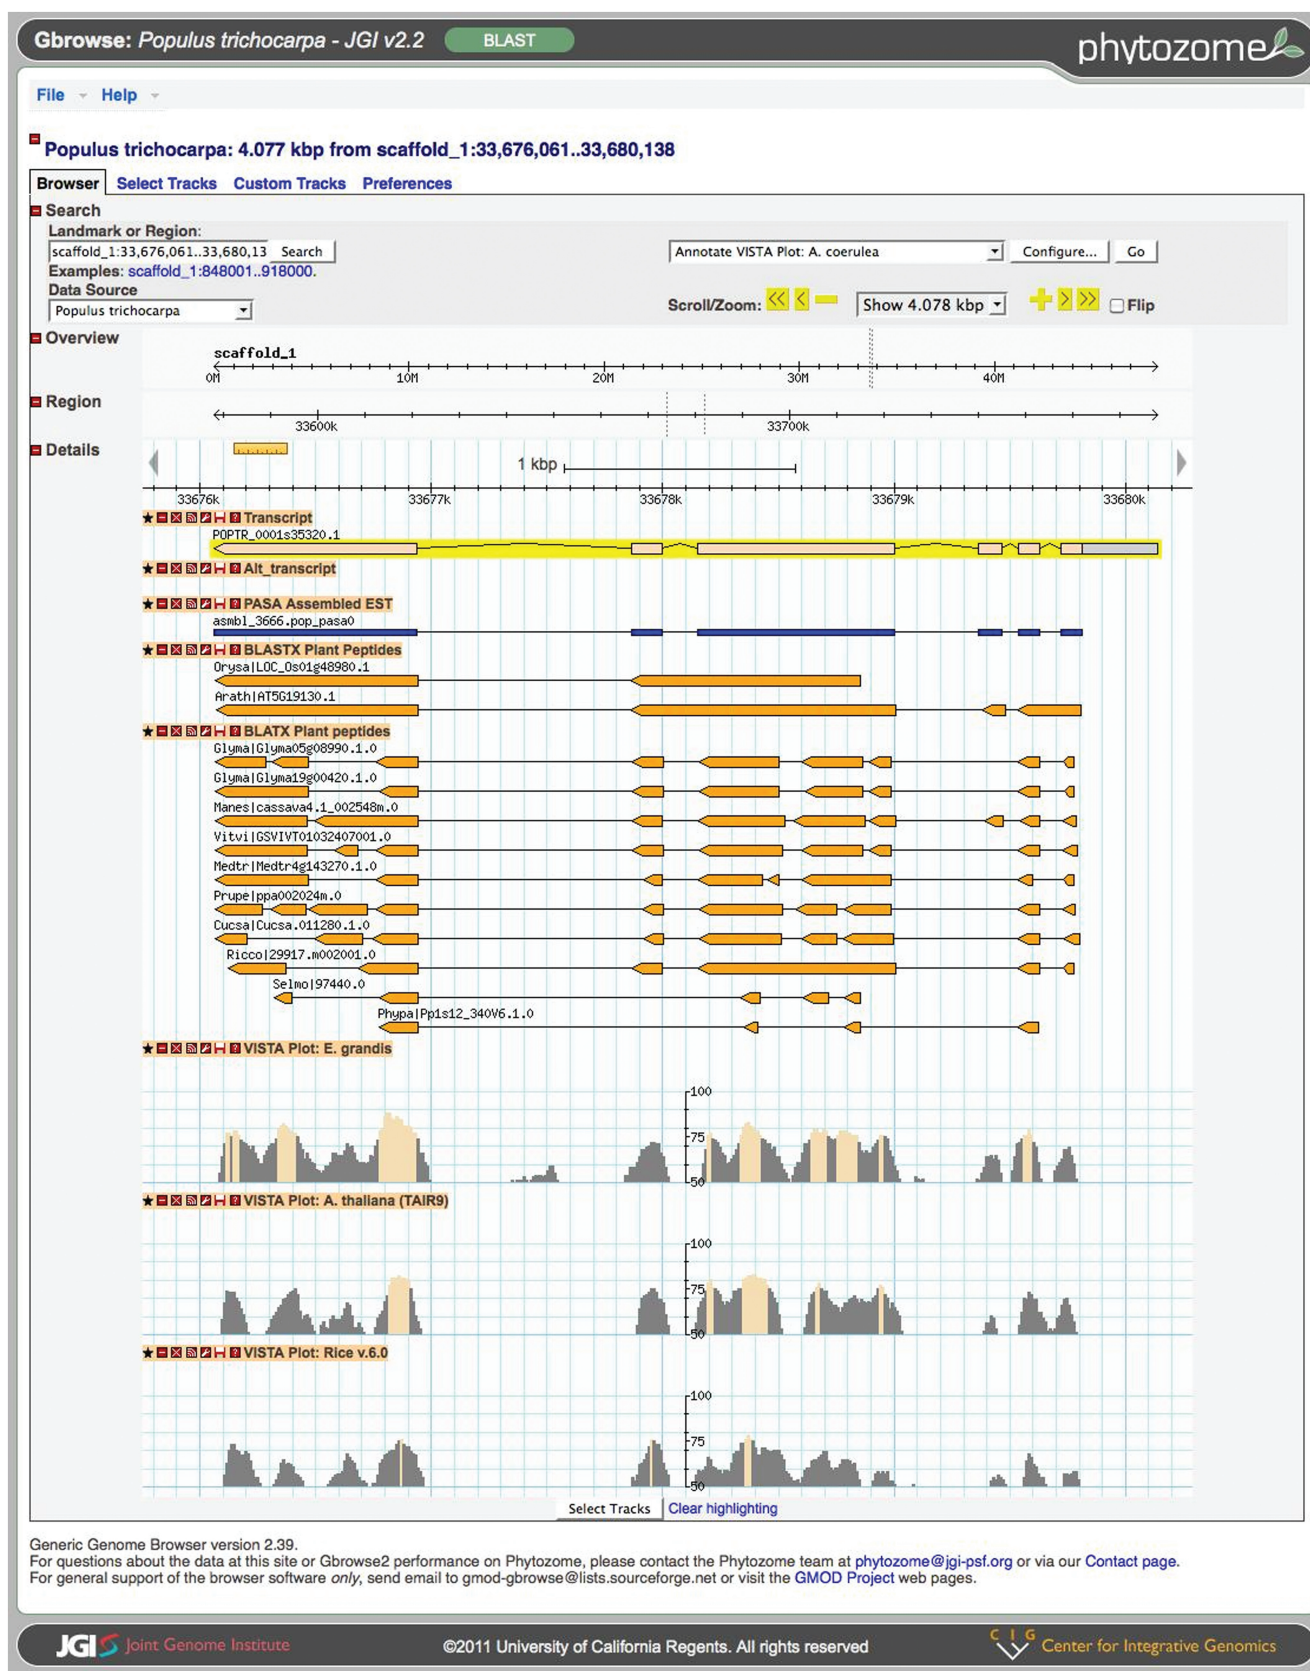 Gbrowse: Populus trichocarpa - JGI v2.2 BLAST
phytozome
File Help
Populus trichocarpa: 4.077 kbp from scaffold_1:33,676,061..33,680,138
Browser Select Tracks Custom Tracks Preferences
Search
Landmark or Region:
scaffold_1:33,676,061..33,680,13 Search
Annotate VISTA Plot: A. coerulea Configure... Go
Examples: scaffold_1:848001..918000.
Data Source
Populus trichocarpa
Scroll/Zoom: << < Show 4.078 kbp > >> Flip
Overview
scaffold_1
0M 10M 20M 30M 40M
Region
33600k 33700k
Details
1 kbp
33676k 33677k 33678k 33679k 33680k
Transcript
POPTR_0001s35320.1
Alt_transcript
PASA Assembled EST
asmbl_3666.pop_pasa0
BLASTX Plant Peptides
Orysa|LOC_Os01g48980.1
Arath|AT5G19130.1
BLATX Plant peptides
Glyma|Glyma05g08990.1.0
Glyma|Glyma19g00420.1.0
Manes|cassava4.1_002548m.0
Vitvi|GSVIVT01032407001.0
Medtr|Medtr4g143270.1.0
Prupe|ppa002024m.0
Cucsa|Cucsa.011280.1.0
Ricco|29917.m002001.0
Selmo|97440.0
Phypa|Pp1s12_340V6.1.0
VISTA Plot: E. grandis
100
75
50
VISTA Plot: A. thaliana (TAIR9)
100
75
50
VISTA Plot: Rice v.6.0
100
75
50
Select Tracks Clear highlighting
Generic Genome Browser version 2.39.
For questions about the data at this site or Gbrowse2 performance on Phytozome, please contact the Phytozome team at phytozome@jgi-psf.org or via our Contact page.
For general support of the browser software only, send email to gmod-gbrowse@lists.sourceforge.net or visit the GMOD Project web pages.
JGI Joint Genome Institute
©2011 University of California Regents. All rights reserved
C I G Center for Integrative Genomics